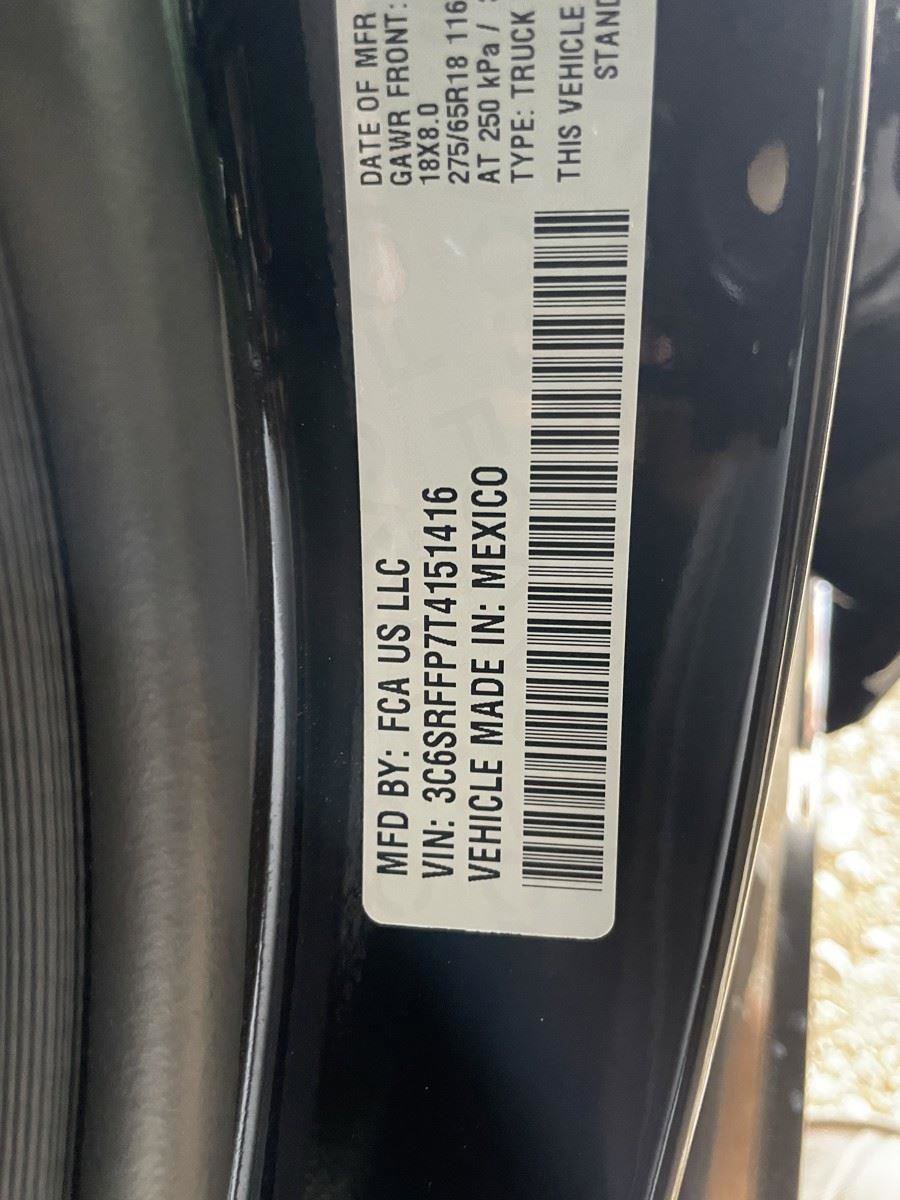 MFD BY: FCA US LLC
VIN: 3C6SRFFP7T4151416
VEHICLE MADE IN: MEXICO
DATE OF MFR
GAWR FRONT:
18X8.0
275/65R18 116
AT 250 kPa /
TYPE: TRUCK
THIS VEHICLE
STAND